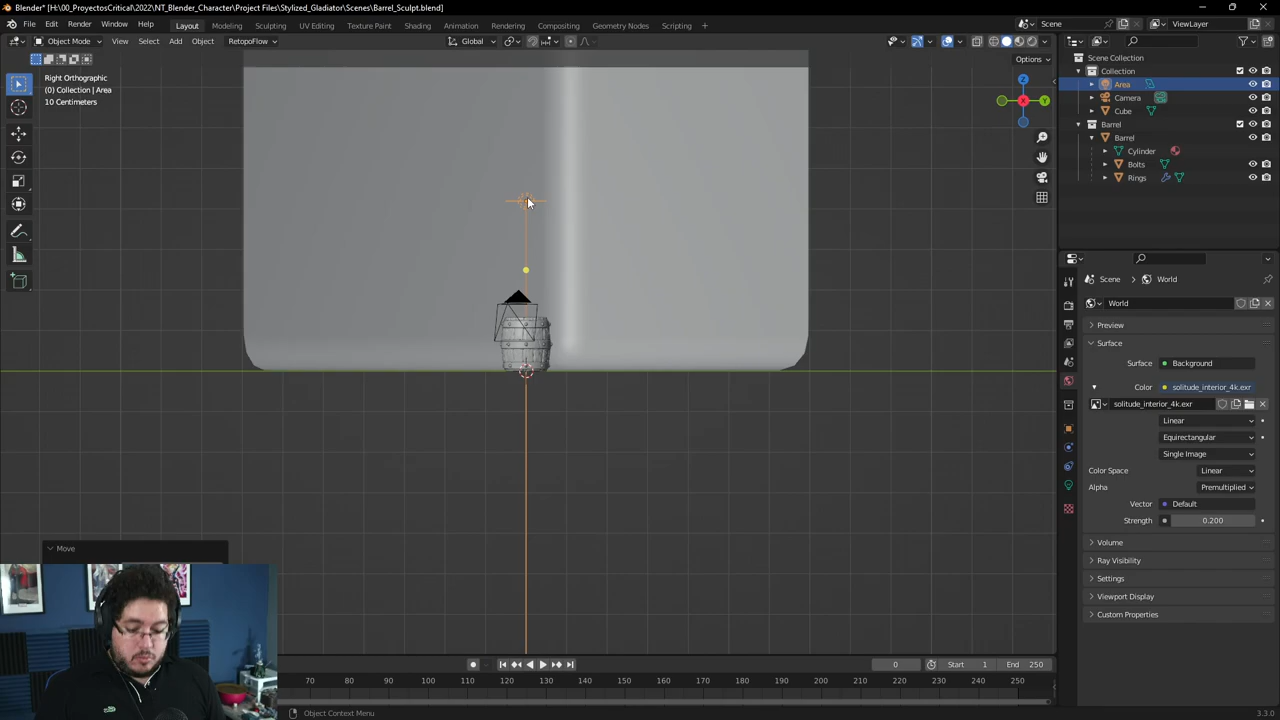 Blender* [H:\00_ProyectosCritical\2022\NT_Blender_Character\Project Files\Stylized_Gladiator\Scenes\Barrel_Sculpt.blend]
File Edit Render Window Help Layout Modeling Sculpting UV Editing Texture Paint Shading Animation Rendering Compositing Geometry Nodes Scripting + Scene ViewLayer
Object Mode View Select Add Object RetopoFlow Global
Options
Right Orthographic
(0) Collection | Area
10 Centimeters
X
Y
Z
Scene Collection
Collection
Area
Camera
Cube
Barrel
Barrel
Cylinder
Bolts
Rings
Scene > World
World
Preview
Surface
Surface Background
Color solitude_interior_4k.exr
solitude_interior_4k.exr
Linear
Equirectangular
Single Image
Color Space Linear
Alpha Premultiplied
Vector Default
Strength 0.200
Volume
Ray Visibility
Settings
Viewport Display
Custom Properties
Move
0 Start 1 End 250
70 80 90 100 110 120 130 140 150 160 170 180 190 200 210 220 230 240 250
Object Context Menu
3.3.0